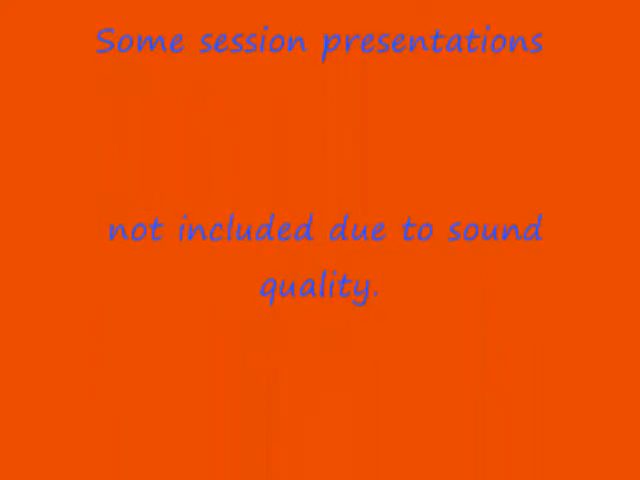 Some session presentations
not included due to sound
quality.